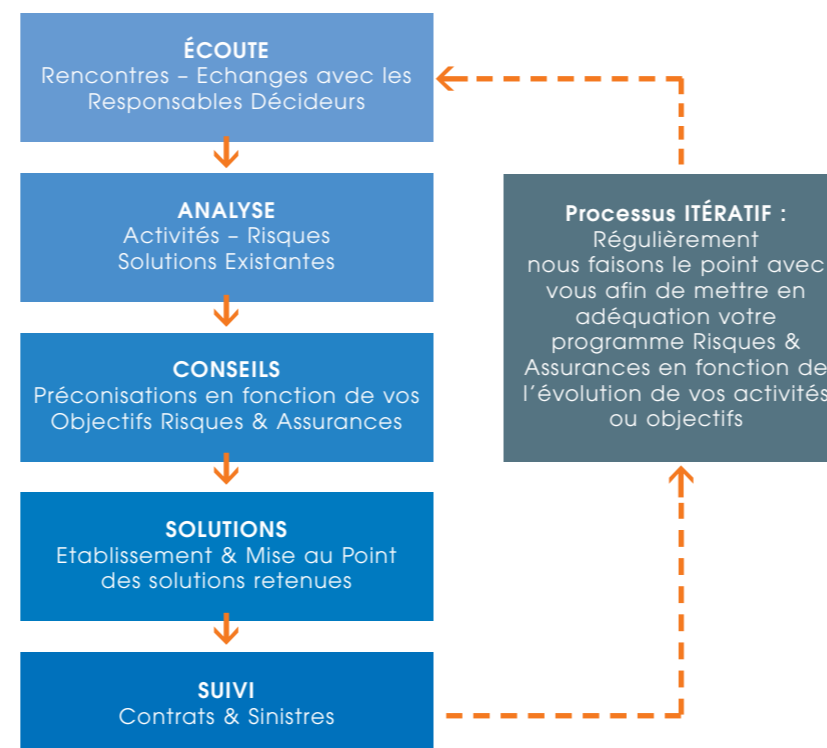 ÉCOUTE
Rencontres – Echanges avec les
Responsables Décideurs
ANALYSE
Activités – Risques
Solutions Existantes
CONSEILS
Préconisations en fonction de vos
Objectifs Risques & Assurances
SOLUTIONS
Etablissement & Mise au Point
des solutions retenues
SUIVI
Contrats & Sinistres
Processus ITÉRATIF :
Régulièrement
nous faisons le point avec
vous afin de mettre en
adéquation votre
programme Risques &
Assurances en fonction de
l’évolution de vos activités
ou objectifs